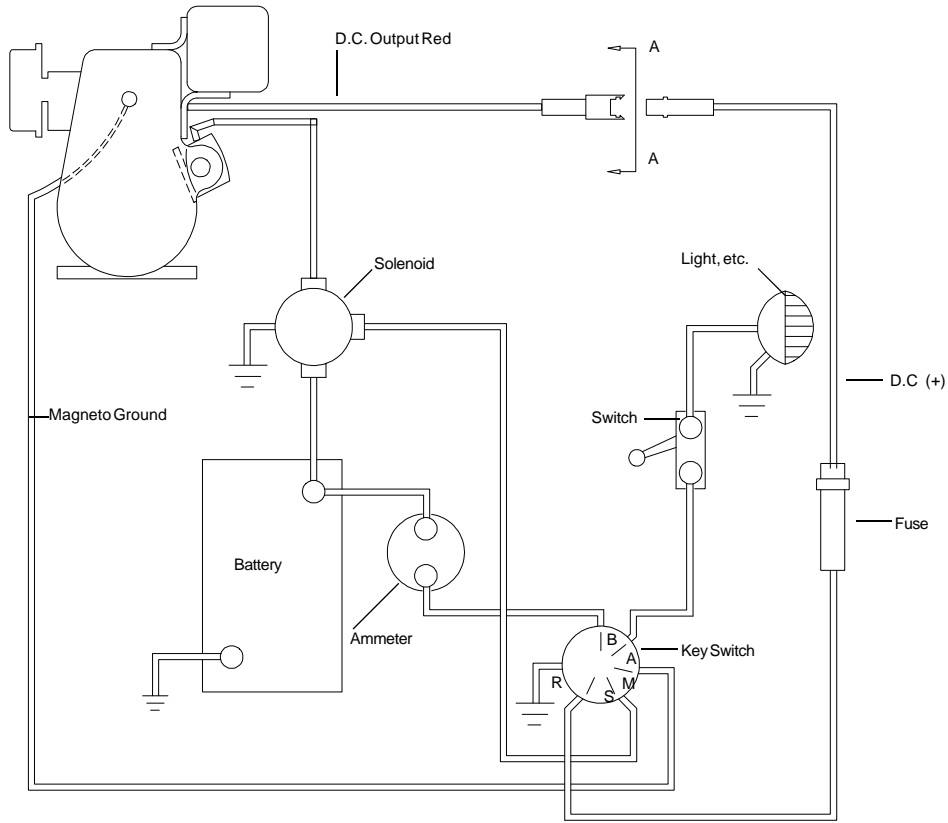 D.C. Output Red
A
A
Solenoid
Light, etc.
D.C (+)
Magneto Ground
Switch
Fuse
Battery
Ammeter
Key Switch
B
A
R
M
S